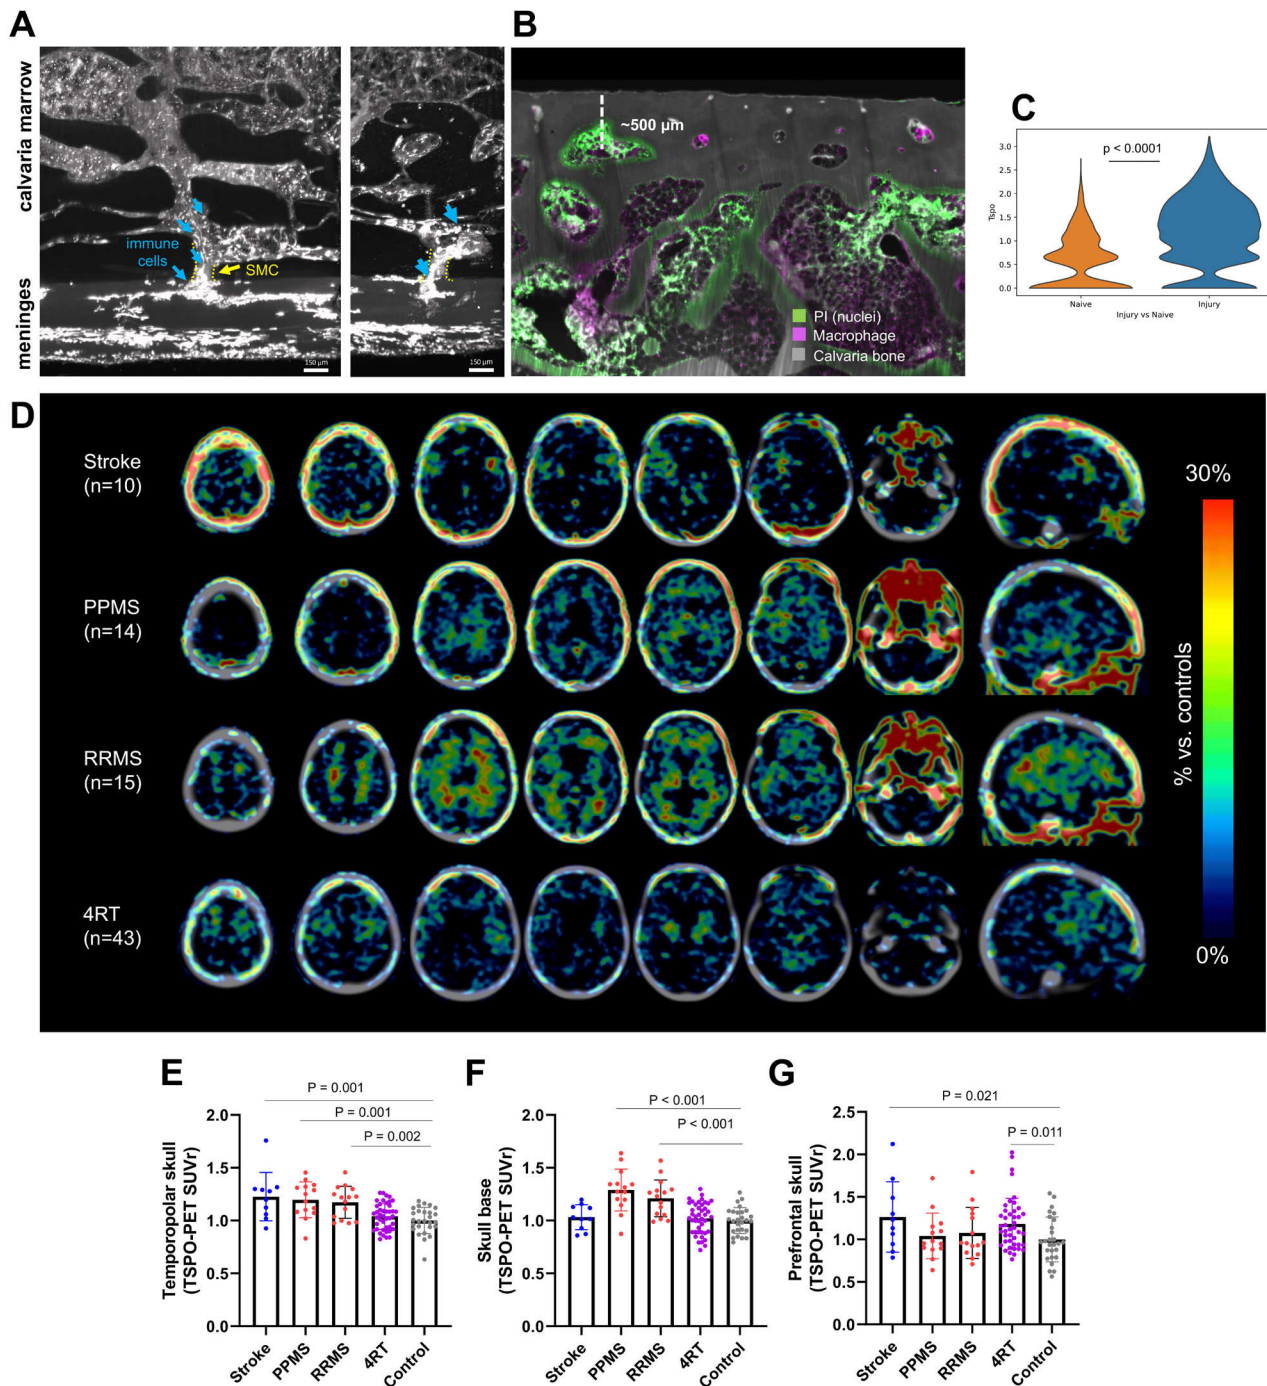 A
calvaria marrow
meninges
immune
cells
SMC
150 µm
150 µm
B
~500 µm
PI (nuclei)
Macrophage
Calvaria bone
C
p < 0.0001
Tspo
3.0
2.5
2.0
1.5
1.0
0.5
0.0
Naive
Injury
Injury vs Naive
D
Stroke
(n=10)
PPMS
(n=14)
RRMS
(n=15)
4RT
(n=43)
30%
% vs. controls
0%
E
P = 0.001
P = 0.001
P = 0.002
Temporopolar skull
(TSPO-PET SUVr)
2.0
1.5
1.0
0.5
0.0
Stroke
PPMS
RRMS
4RT
Control
F
P < 0.001
P < 0.001
Skull base
(TSPO-PET SUVr)
2.0
1.5
1.0
0.5
0.0
Stroke
PPMS
RRMS
4RT
Control
G
P = 0.021
P = 0.011
Prefrontal skull
(TSPO-PET SUVr)
2.5
2.0
1.5
1.0
0.5
0.0
Stroke
PPMS
RRMS
4RT
Control